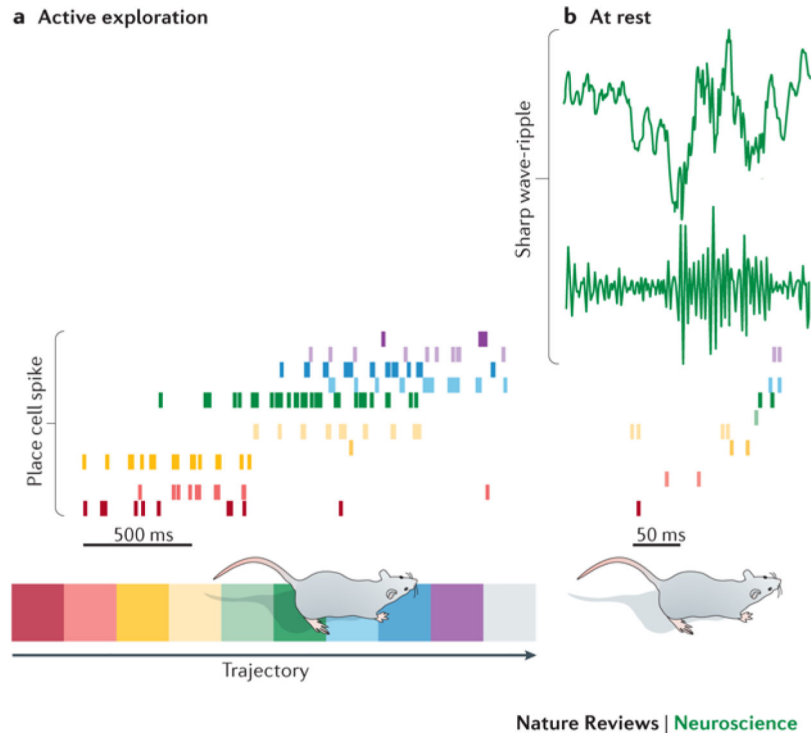 a Active exploration
b At rest
Sharp wave-ripple
Place cell spike
500 ms
50 ms
Trajectory
Nature Reviews | Neuroscience